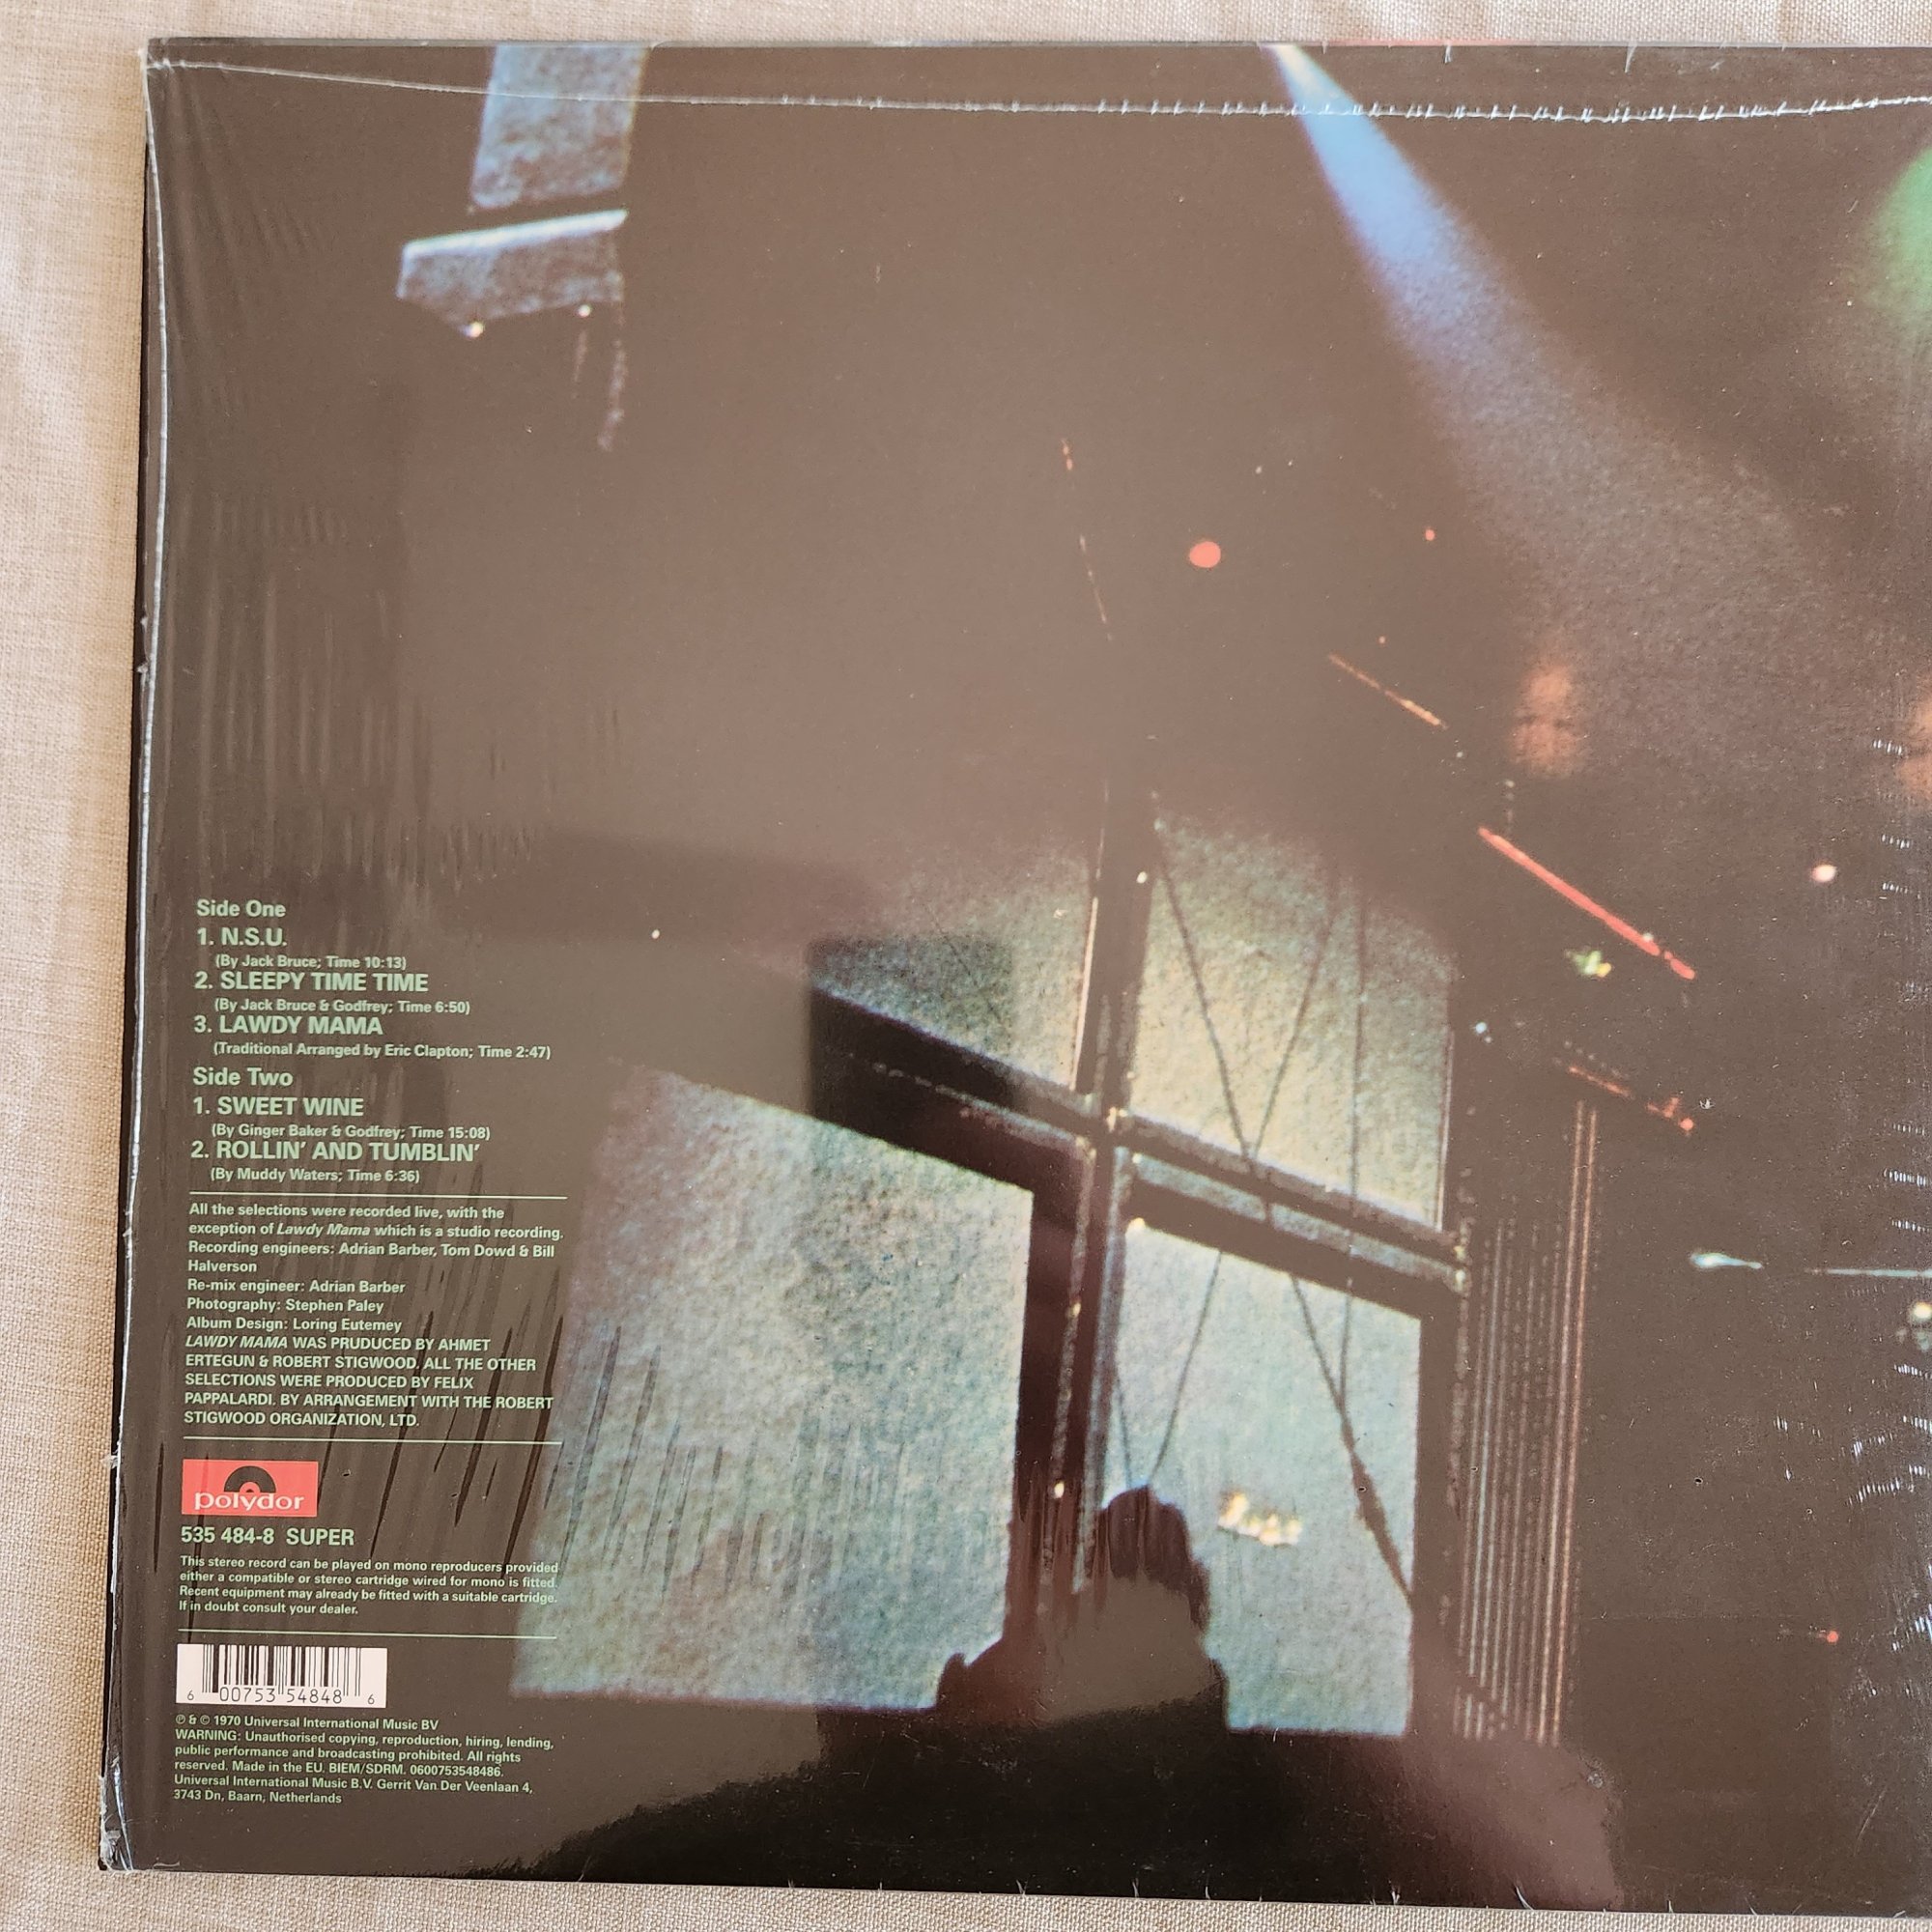 Side One
1. N.S.U.
(By Jack Bruce; Time 10:13)
2. SLEEPY TIME TIME
(By Jack Bruce & Godfrey; Time 6:50)
3. LAWDY MAMA
(Traditional Arranged by Eric Clapton; Time 2:47)
Side Two
1. SWEET WINE
(By Ginger Baker & Godfrey; Time 15:08)
2. ROLLIN' AND TUMBLIN'
(By Muddy Waters; Time 6:36)
All the selections were recorded live, with the
exception of Lawdy Mama which is a studio recording.
Recording engineers: Adrian Barber, Tom Dowd & Bill
Halverson
Re-mix engineer: Adrian Barber
Photography: Stephen Paley
Album Design: Loring Eutemey
LAWDY MAMA WAS PRUDUCED BY AHMET
ERTEGUN & ROBERT STIGWOOD. ALL THE OTHER
SELECTIONS WERE PRODUCED BY FELIX
PAPPALARDI. BY ARRANGEMENT WITH THE ROBERT
STIGWOOD ORGANIZATION, LTD.
polydor
535 484-8 SUPER
This stereo record can be played on mono reproducers provided
either a compatible or stereo cartridge wired for mono is fitted.
Recent equipment may already be fitted with a suitable cartridge.
If in doubt consult your dealer.
6 00753 54848 6
℗ & © 1970 Universal International Music BV
WARNING: Unauthorised copying, reproduction, hiring, lending,
public performance and broadcasting prohibited. All rights
reserved. Made in the EU. BIEM/SDRM. 0600753548486.
Universal International Music B.V. Gerrit Van Der Veenlaan 4,
3743 Dn, Baarn, Netherlands